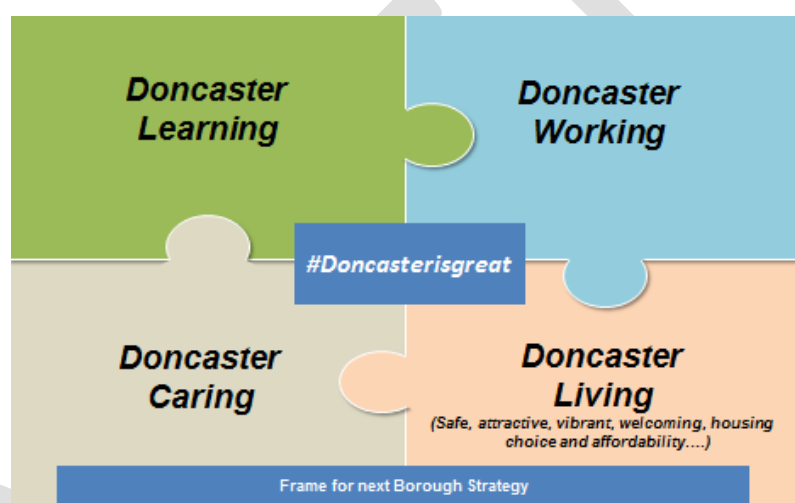 Doncaster
Learning
Doncaster
Working
#Doncasterisgreat
Doncaster
Caring
Doncaster
Living
(Safe, attractive, vibrant, welcoming, housing
choice and affordability....)
Frame for next Borough Strategy